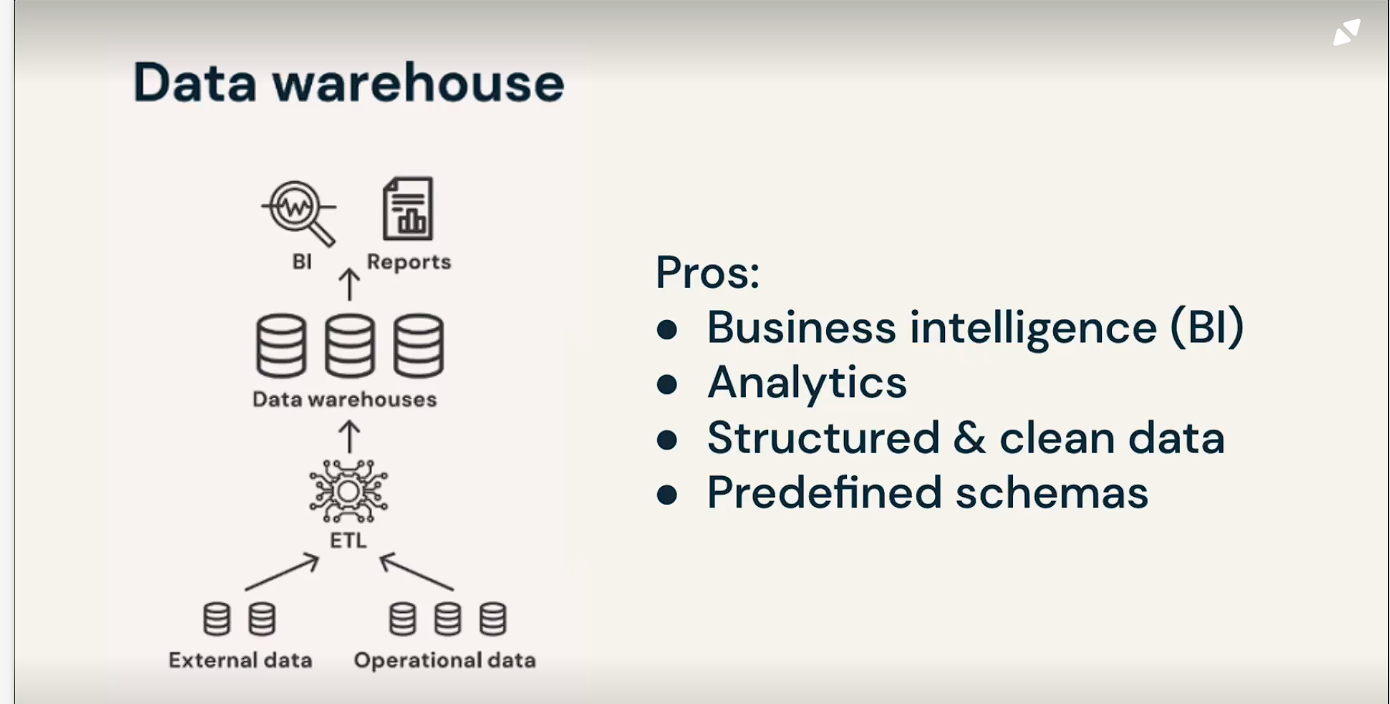 Data warehouse
BI
Reports
Data warehouses
ETL
External data
Operational data
Pros:
● Business intelligence (BI)
● Analytics
● Structured & clean data
● Predefined schemas